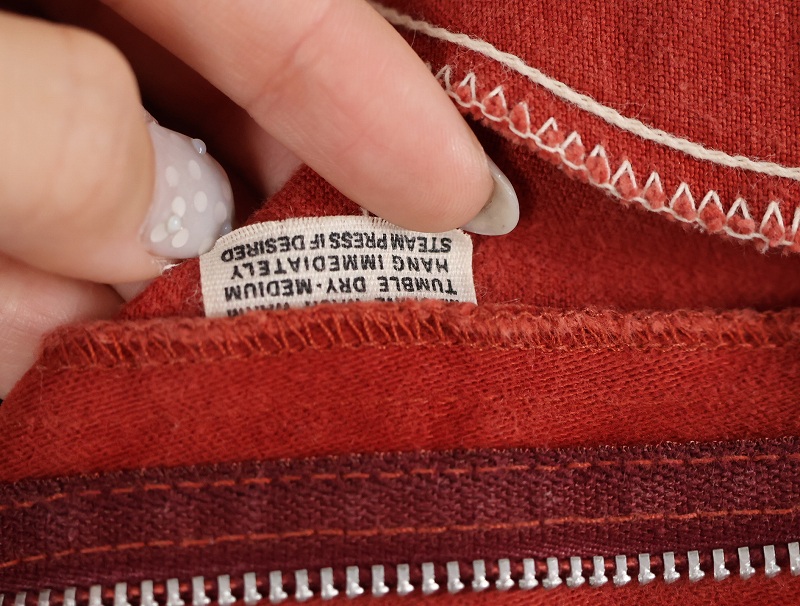 TUMBLE DRY-MEDIUM
HANG IMMEDIATELY
STEAM PRESS IF DESIRED